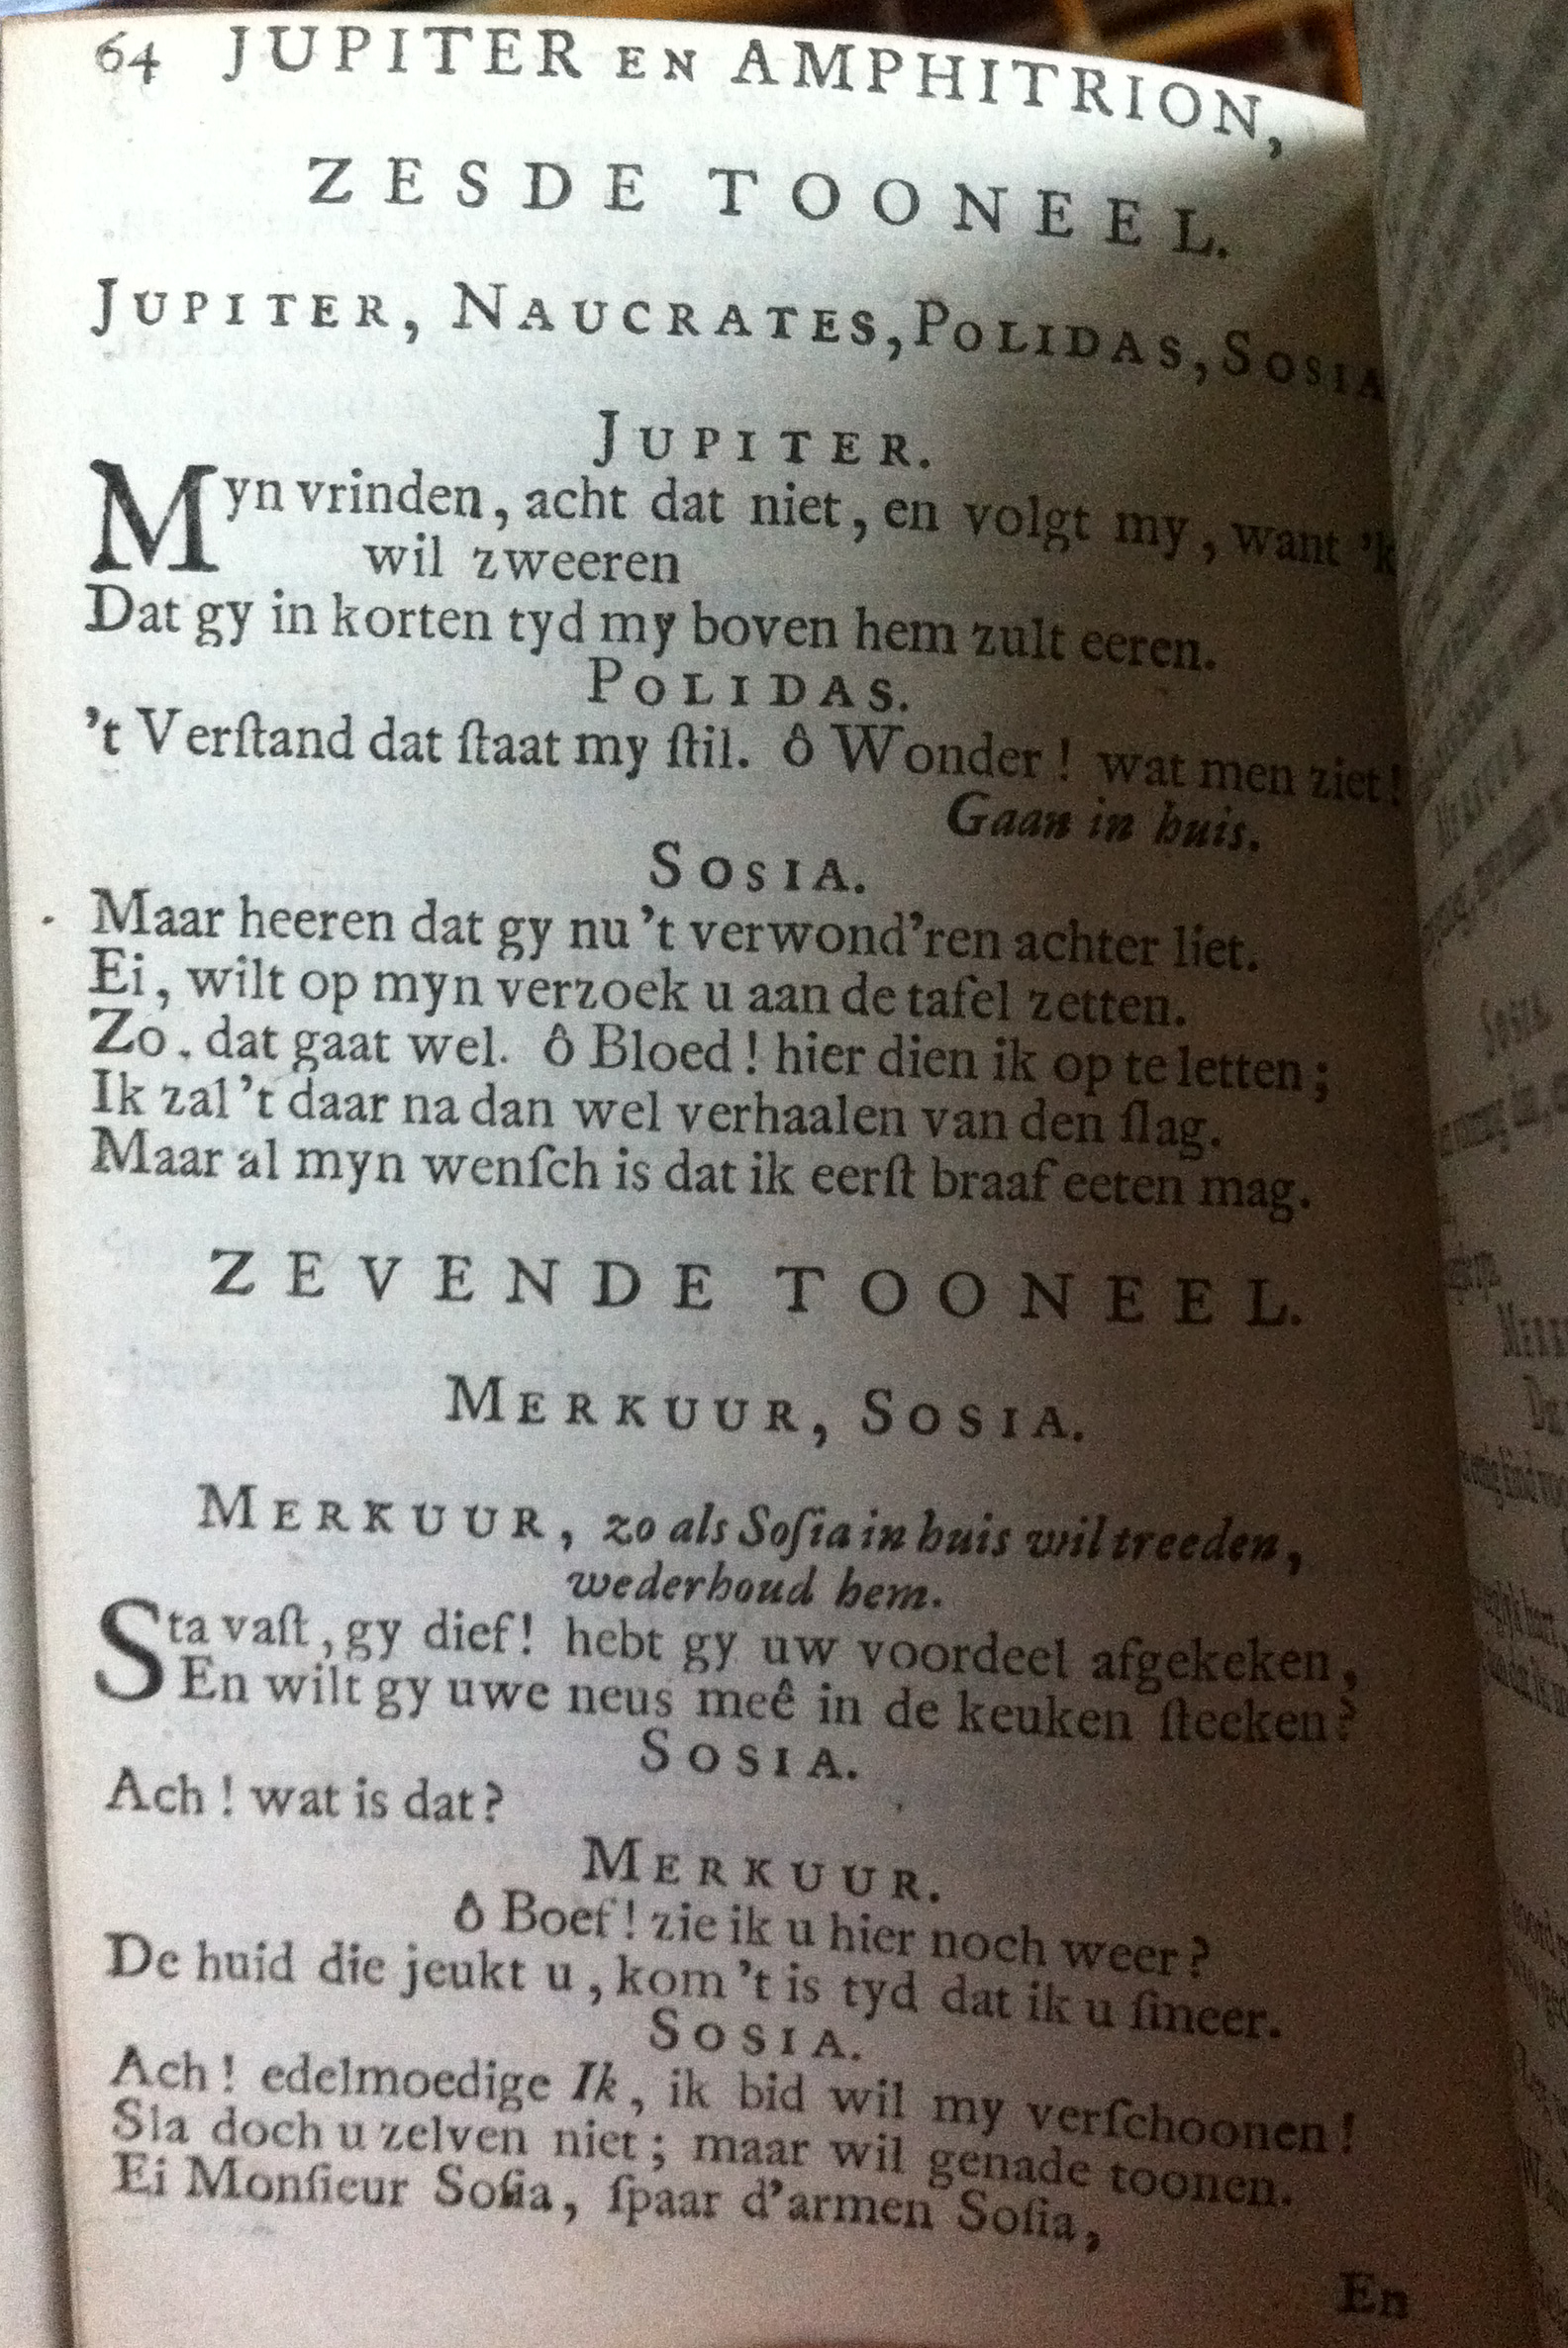 64 JUPITER EN AMPHITRION,
ZESDE TOONEEL.
JUPITER, NAUCRATES, POLIDAS, SOSIA
JUPITER.
Myn vrinden, acht dat niet, en volgt my, want 'k
wil zweeren
Dat gy in korten tyd my boven hem zult eeren.
POLIDAS.
't Verſtand dat ſtaat my ſtil. ô Wonder! wat men ziet!
Gaan in huis.
SOSIA.
Maar heeren dat gy nu 't verwond'ren achter liet.
Ei, wilt op myn verzoek u aan de tafel zetten.
Zo. dat gaat wel. ô Bloed! hier dien ik op te letten;
Ik zal 't daar na dan wel verhaalen van den ſlag.
Maar al myn wenſch is dat ik eerſt braaf eeten mag.
ZEVENDE TOONEEL.
MERKUUR, SOSIA.
MERKUUR, zo als Soſia in huis wil treeden,
wederhoud hem.
Sta vaſt, gy dief! hebt gy uw voordeel afgekeken,
En wilt gy uwe neus meê in de keuken ſteeken?
SOSIA.
Ach! wat is dat?
MERKUUR.
ô Boef! zie ik u hier noch weer?
De huid die jeukt u, kom 't is tyd dat ik u ſmeer.
SOSIA.
Ach! edelmoedige Ik, ik bid wil my verſchoonen!
Sla doch u zelven niet; maar wil genade toonen.
Ei Monſieur Soſia, ſpaar d'armen Soſia,
En